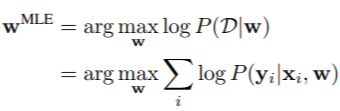 w^MLE = arg max_w log P(𝒟|w)
= arg max_w ∑_i log P(y_i|x_i, w)